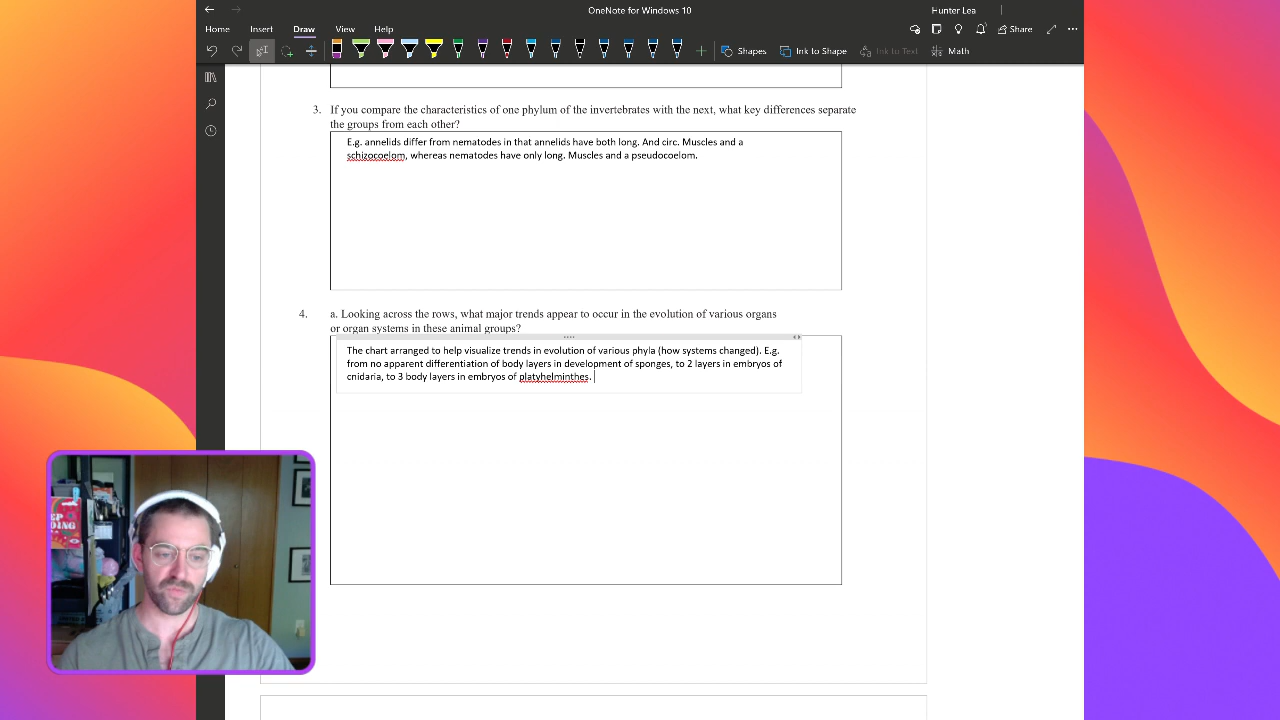 OneNote for Windows 10
Hunter Lea
Home Insert Draw View Help
Share
Shapes Ink to Shape Ink to Text Math
3. If you compare the characteristics of one phylum of the invertebrates with the next, what key differences separate
the groups from each other?
E.g. annelids differ from nematodes in that annelids have both long. And circ. Muscles and a
schizocoelom, whereas nematodes have only long. Muscles and a pseudocoelom.
4. a. Looking across the rows, what major trends appear to occur in the evolution of various organs
or organ systems in these animal groups?
The chart arranged to help visualize trends in evolution of various phyla (how systems changed). E.g.
from no apparent differentiation of body layers in development of sponges, to 2 layers in embryos of
cnidaria, to 3 body layers in embryos of platyhelminthes.